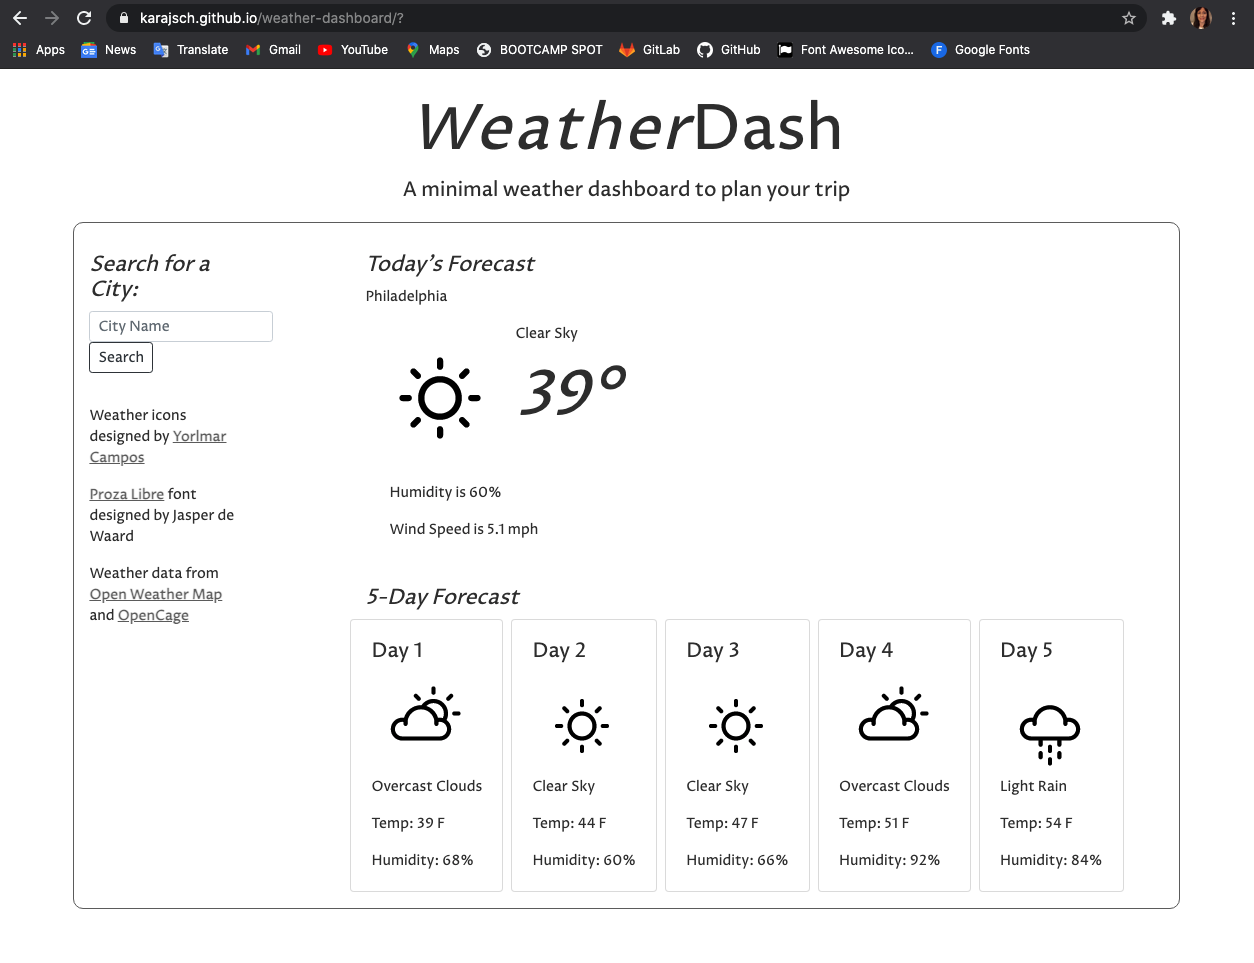 karajsch.github.io/weather-dashboard/?
Apps News Translate Gmail YouTube Maps BOOTCAMP SPOT GitLab GitHub Font Awesome Ico... F Google Fonts
WeatherDash
A minimal weather dashboard to plan your trip
Search for a
City:
City Name
Search
Weather icons
designed by Yorlmar
Campos
Proza Libre font
designed by Jasper de
Waard
Weather data from
Open Weather Map
and OpenCage
Today's Forecast
Philadelphia
Clear Sky
39°
Humidity is 60%
Wind Speed is 5.1 mph
5-Day Forecast
Day 1
Overcast Clouds
Temp: 39 F
Humidity: 68%
Day 2
Clear Sky
Temp: 44 F
Humidity: 60%
Day 3
Clear Sky
Temp: 47 F
Humidity: 66%
Day 4
Overcast Clouds
Temp: 51 F
Humidity: 92%
Day 5
Light Rain
Temp: 54 F
Humidity: 84%